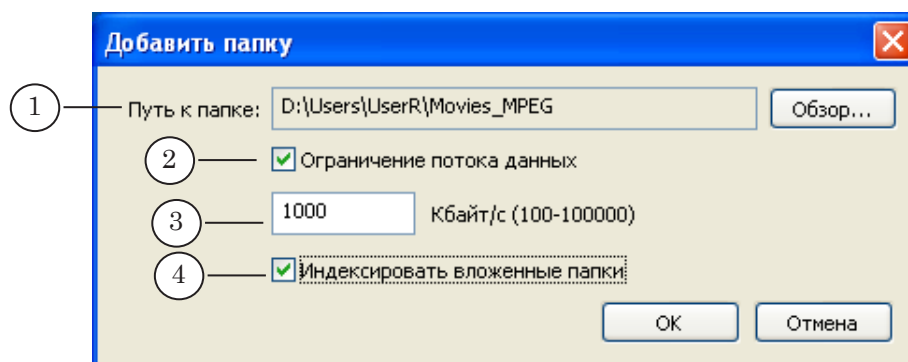 Добавить папку
1 Путь к папке: D:\Users\UserR\Movies_MPEG Обзор...
2 Ограничение потока данных
3 1000 Кбайт/с (100-100000)
4 Индексировать вложенные папки
OK Отмена